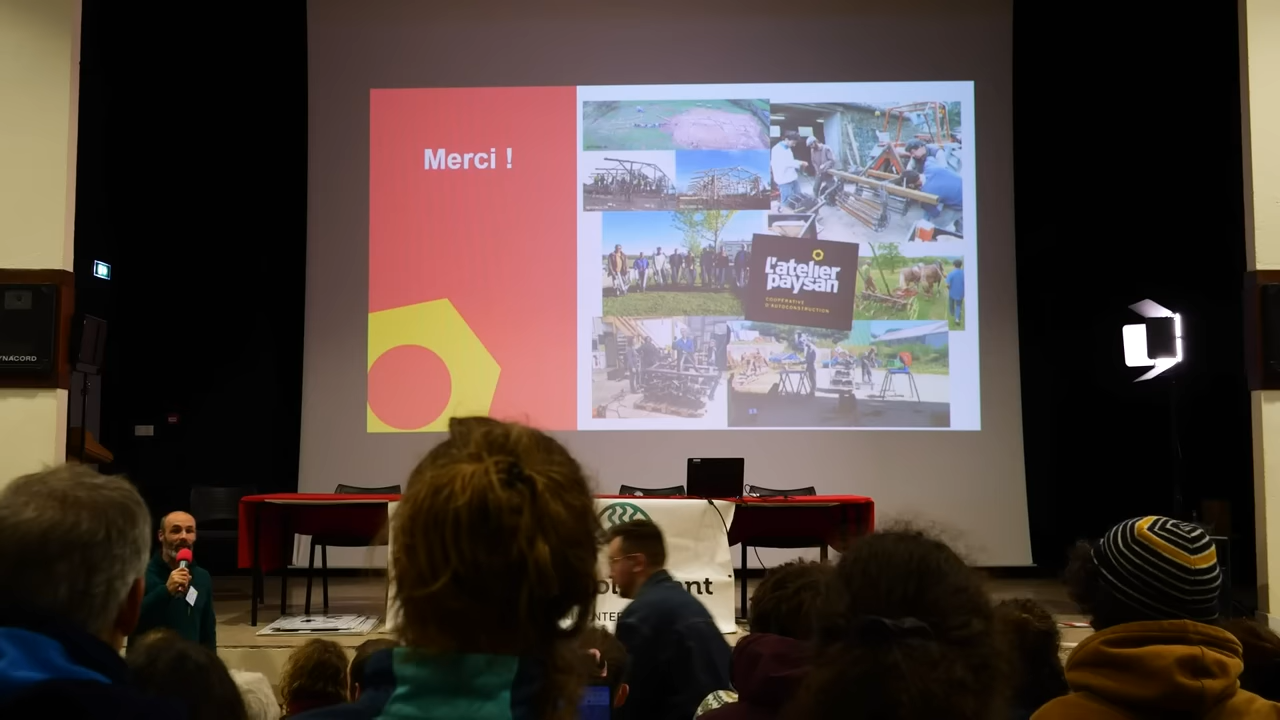 Merci !
l'atelier
paysan
COOPÉRATIVE
D'AUTOCONSTRUCTION